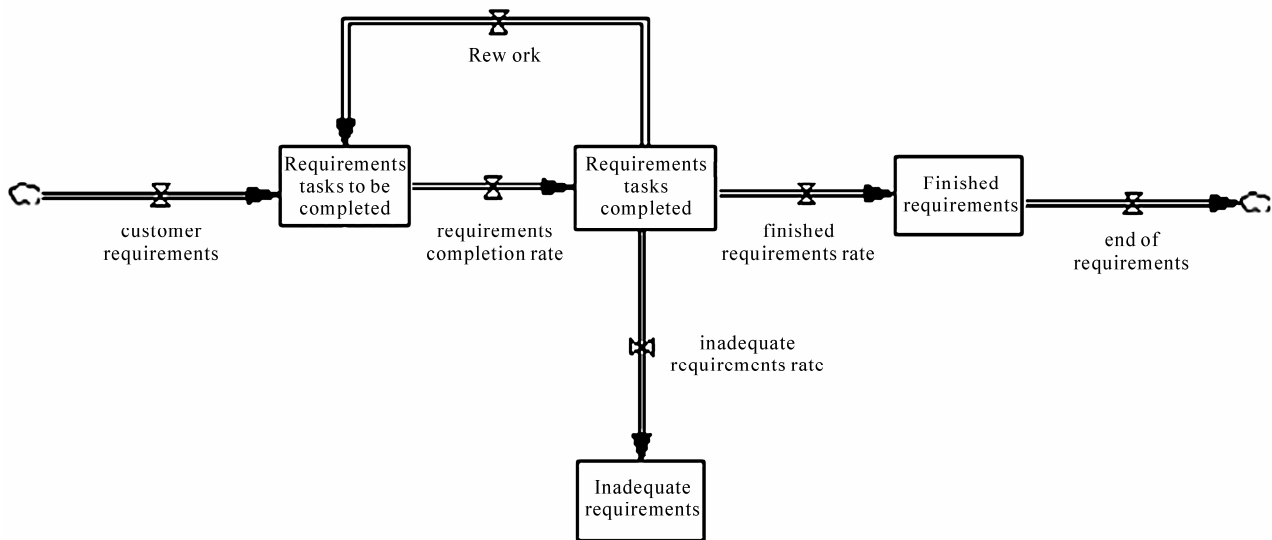 Rew ork
Requirements
tasks to be
completed
Requirements
tasks
completed
Finished
requirements
customer
requirements
requirements
completion rate
finished
requirements rate
end of
requirements
inadequate
requirements rate
Inadequate
requirements